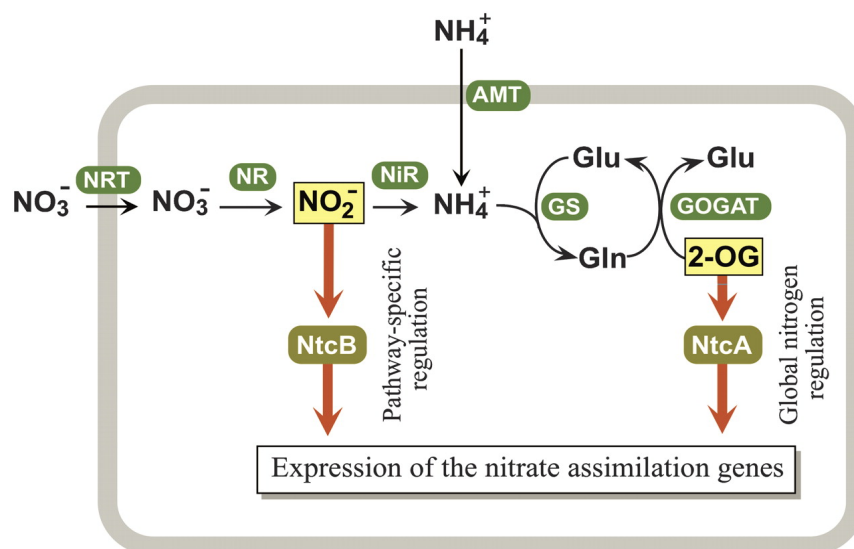 NH₄⁺
AMT
NRT
NR
NiR
Glu
Glu
NO₃⁻
NO₃⁻
NO₂⁻
NH₄⁺
GS
GOGAT
Gln
2-OG
NtcB
Pathway-specific
regulation
NtcA
Global nitrogen
regulation
Expression of the nitrate assimilation genes